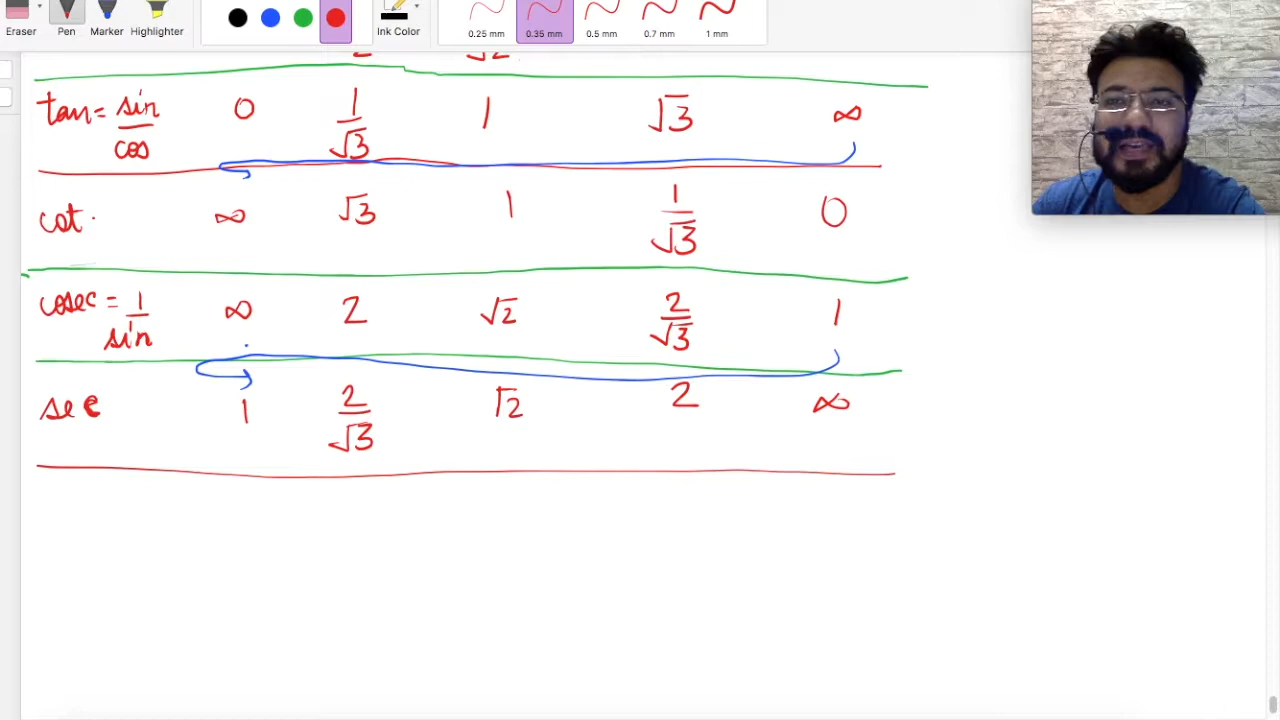 Eraser Pen Marker Highlighter Ink Color 0.25 mm 0.35 mm 0.5 mm 0.7 mm 1 mm
tan = sin/cos 0 1/√3 1 √3 ∞
cot ∞ √3 1 1/√3 0
cosec = 1/sin ∞ 2 √2 2/√3 1
sec 1 2/√3 √2 2 ∞